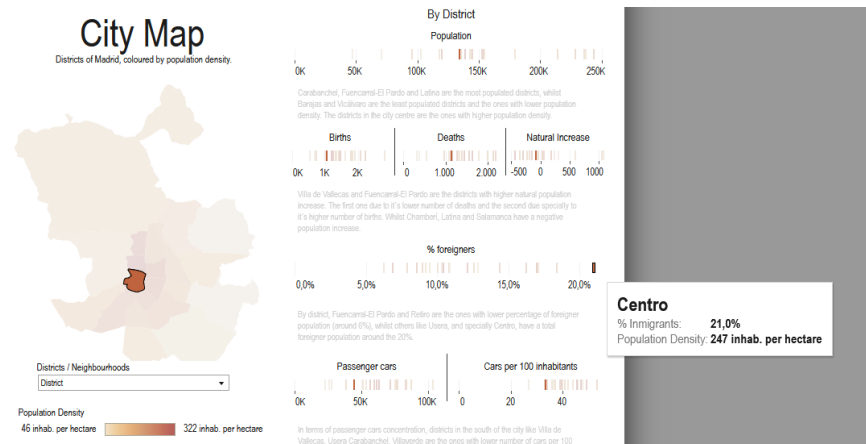 City Map
Districts of Madrid, coloured by population density.
Districts / Neighbourhoods
District
Population Density
46 inhab. per hectare
322 inhab. per hectare
By District
Population
0K 50K 100K 150K 200K 250K
Carabanchel, Fuencarral-El Pardo and Latina are the most populated districts, whilst
Barajas and Vicálvaro are the least populated districts and the ones with lower population
density. The districts in the city centre are the ones with higher population density.
Births Deaths Natural Increase
0K 1K 2K 0 1.000 2.000 -500 0 500 1000
Villa de Vallecas and Fuencarral-El Pardo are the districts with higher natural population
increase. The first one due to it's lower number of deaths and the second due specially to
it's higher number of births. Whilst Chamberí, Latina and Salamanca have a negative
population increase.
% foreigners
0,0% 5,0% 10,0% 15,0% 20,0%
By district, Fuencarral-El Pardo and Retiro are the ones with lower percentage of foreigner
population (around 6%), whilst others like Usera, and specially Centro, have a total
foreigner population around the 20%.
Passenger cars Cars per 100 inhabitants
0K 50K 100K 0 20 40
In terms of passenger cars concentration, districts in the south of the city like Villa de
Vallecas, Usera Carabanchel, Villaverde are the ones with lower number of cars per 100
Centro
% Inmigrants: 21,0%
Population Density: 247 inhab. per hectare